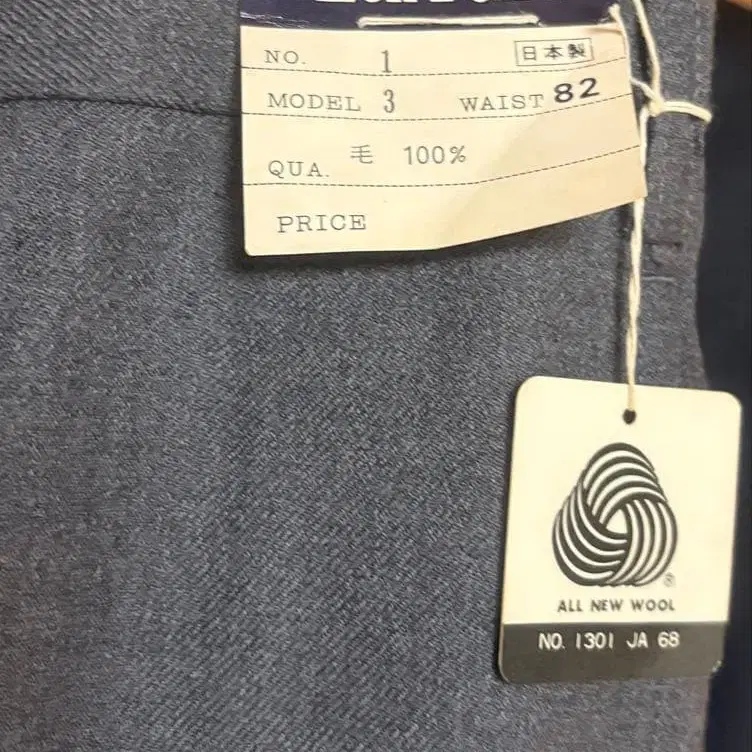 NO. 1 日本製
MODEL 3 WAIST 82
QUA. 毛 100%
PRICE
®
ALL NEW WOOL
NO. 1301 JA 68